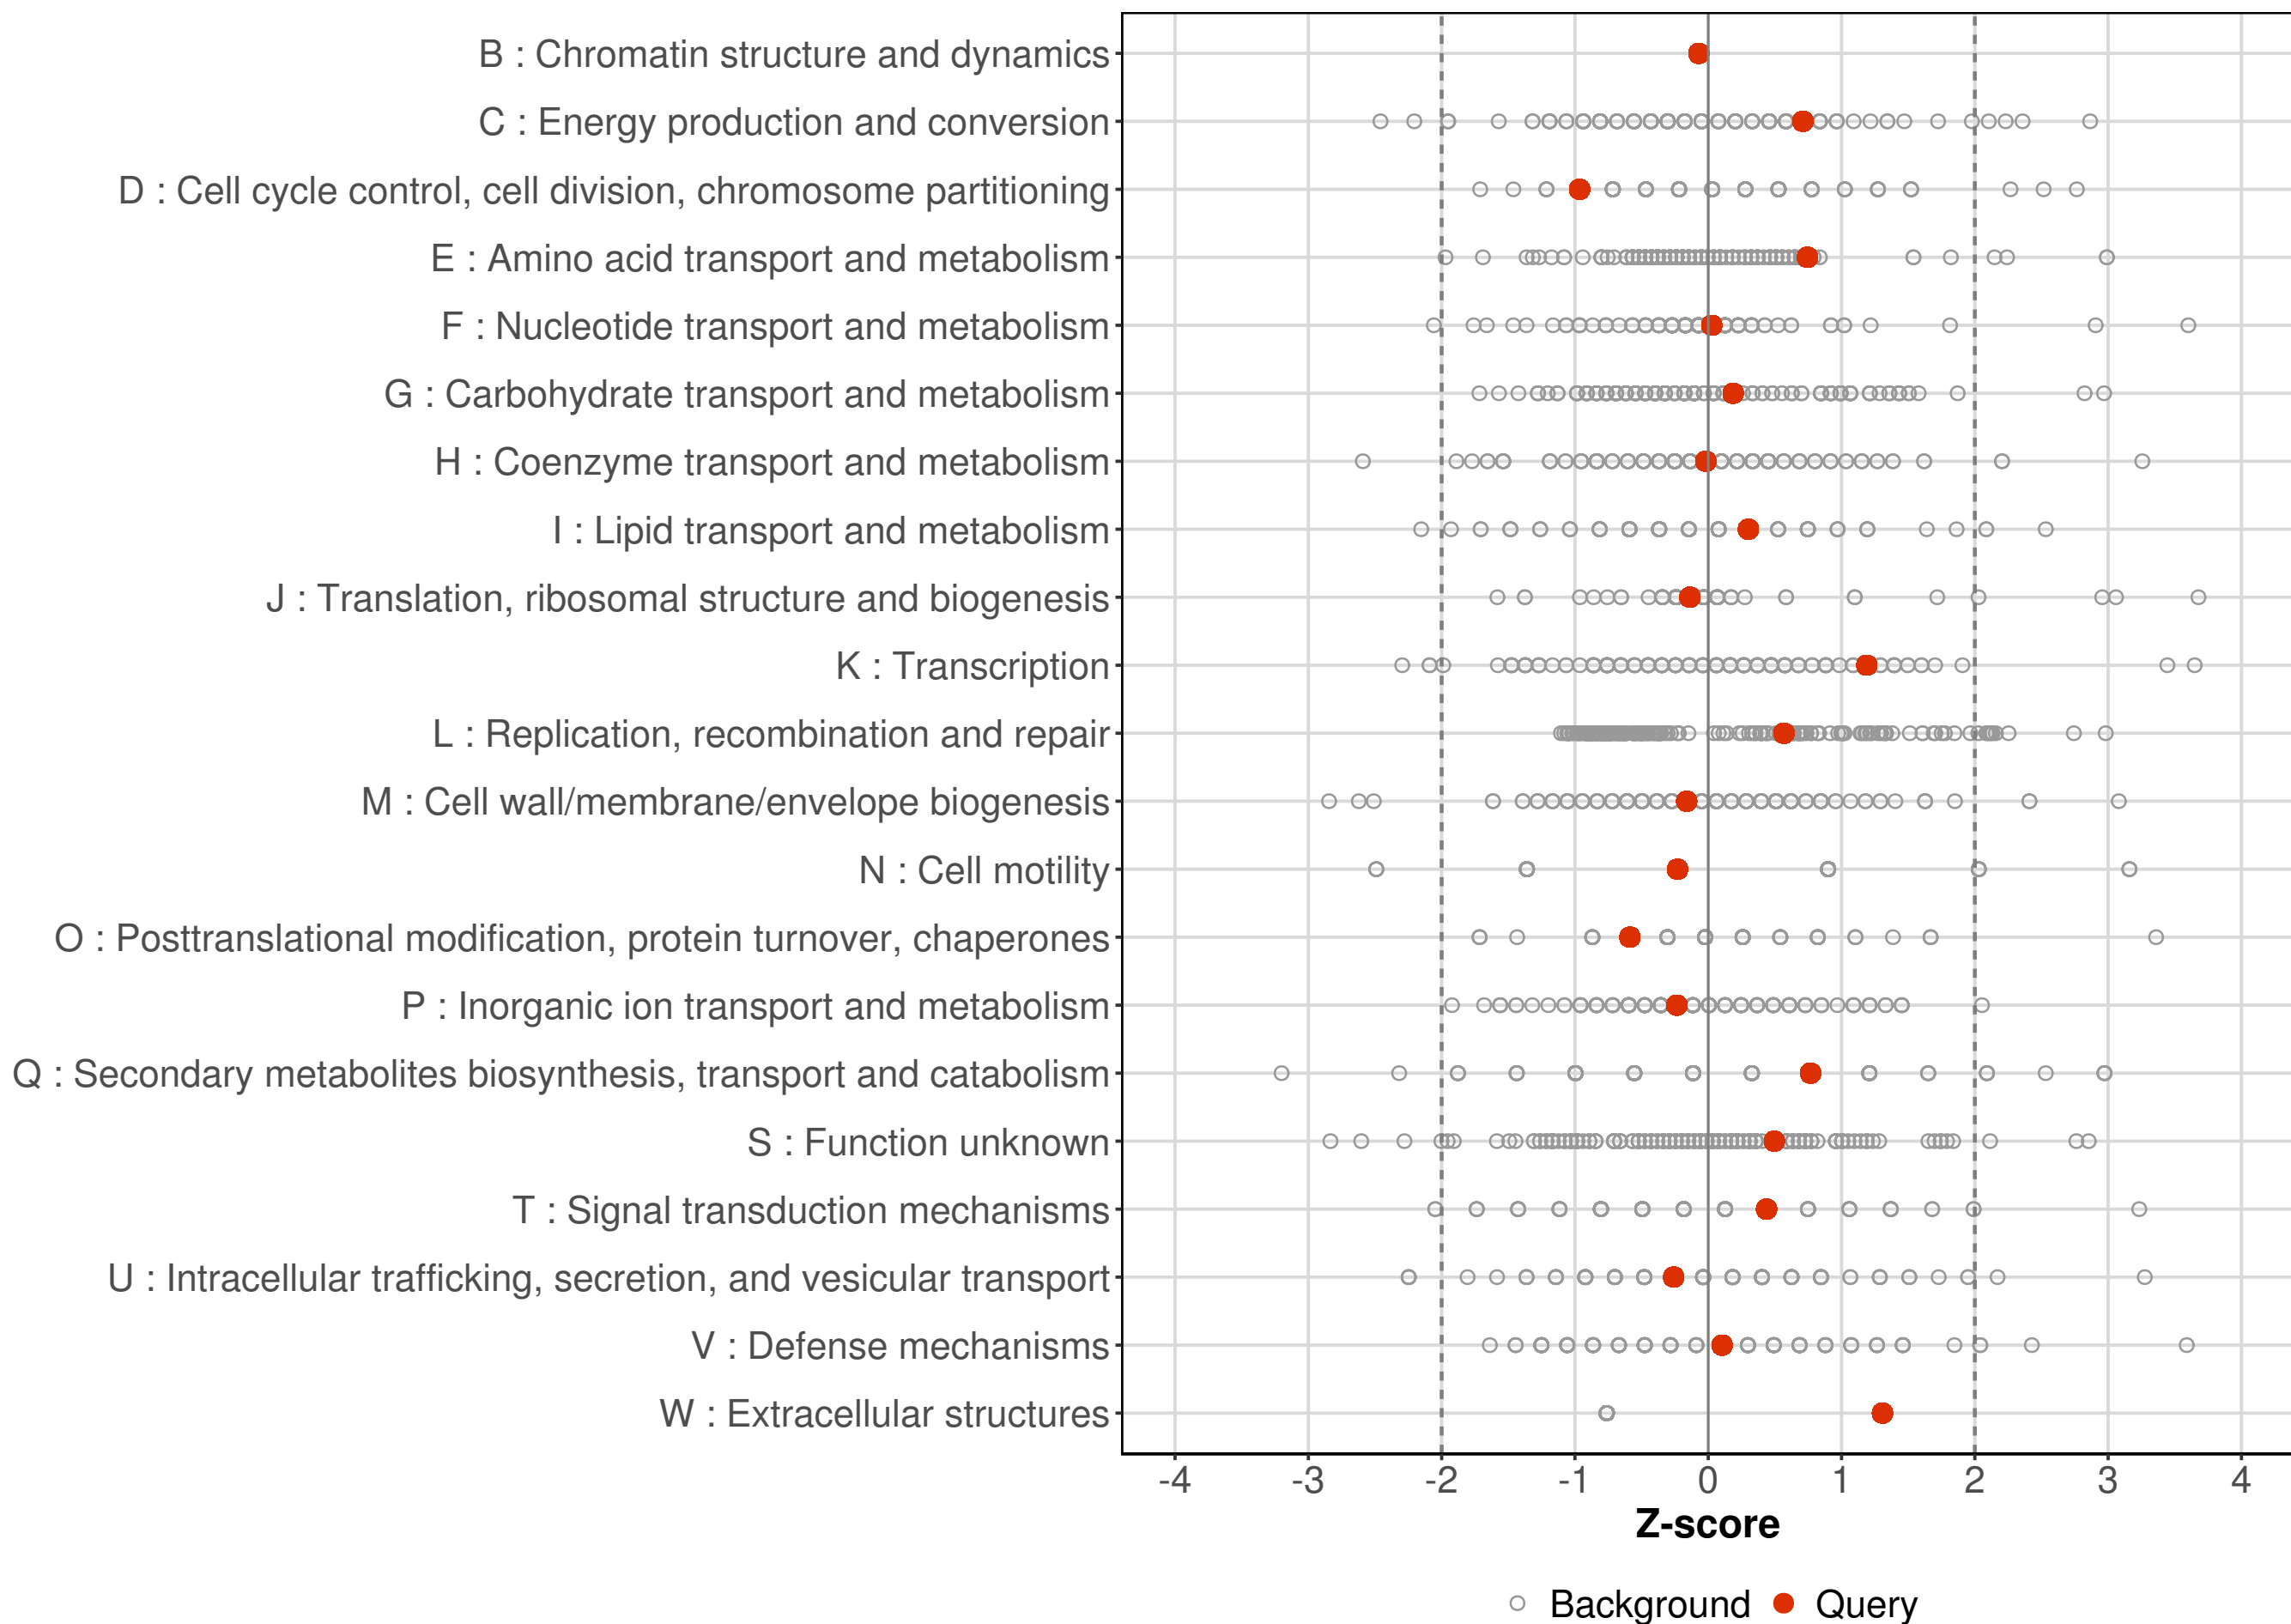 B : Chromatin structure and dynamics
C : Energy production and conversion
D : Cell cycle control, cell division, chromosome partitioning
E : Amino acid transport and metabolism
F : Nucleotide transport and metabolism
G : Carbohydrate transport and metabolism
H : Coenzyme transport and metabolism
I : Lipid transport and metabolism
J : Translation, ribosomal structure and biogenesis
K : Transcription
L : Replication, recombination and repair
M : Cell wall/membrane/envelope biogenesis
N : Cell motility
O : Posttranslational modification, protein turnover, chaperones
P : Inorganic ion transport and metabolism
Q : Secondary metabolites biosynthesis, transport and catabolism
S : Function unknown
T : Signal transduction mechanisms
U : Intracellular trafficking, secretion, and vesicular transport
V : Defense mechanisms
W : Extracellular structures
-4 -3 -2 -1 0 1 2 3 4
Z-score
Background Query